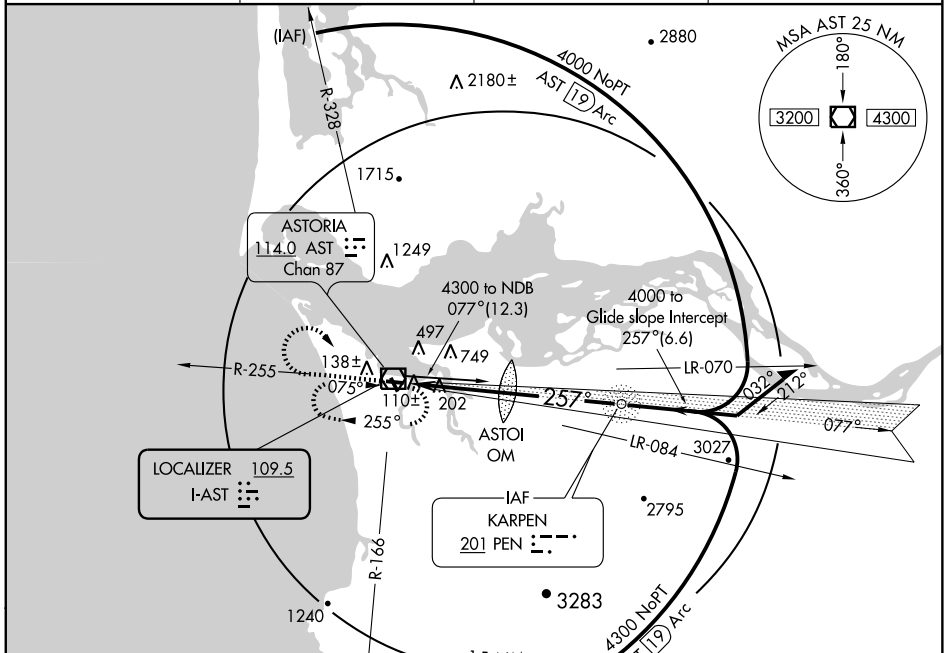 (IAF)
2880
MSA AST 25 NM
180°
3200
4300
360°
4000 NoPT
AST 19 Arc
2180±
R-328
1715
ASTORIA
114.0 AST
Chan 87
1249
4300 to NDB
077°(12.3)
4000 to
Glide slope Intercept
257°(6.6)
497
749
138±
R-255
075°
LR-070
032°
212°
110±
202
257°
255°
ASTOI
OM
077°
LR-084
3027
LOCALIZER 109.5
I-AST
IAF
KARPEN
201 PEN
2795
R-166
3283
1240
4300 NoPT
19 Arc